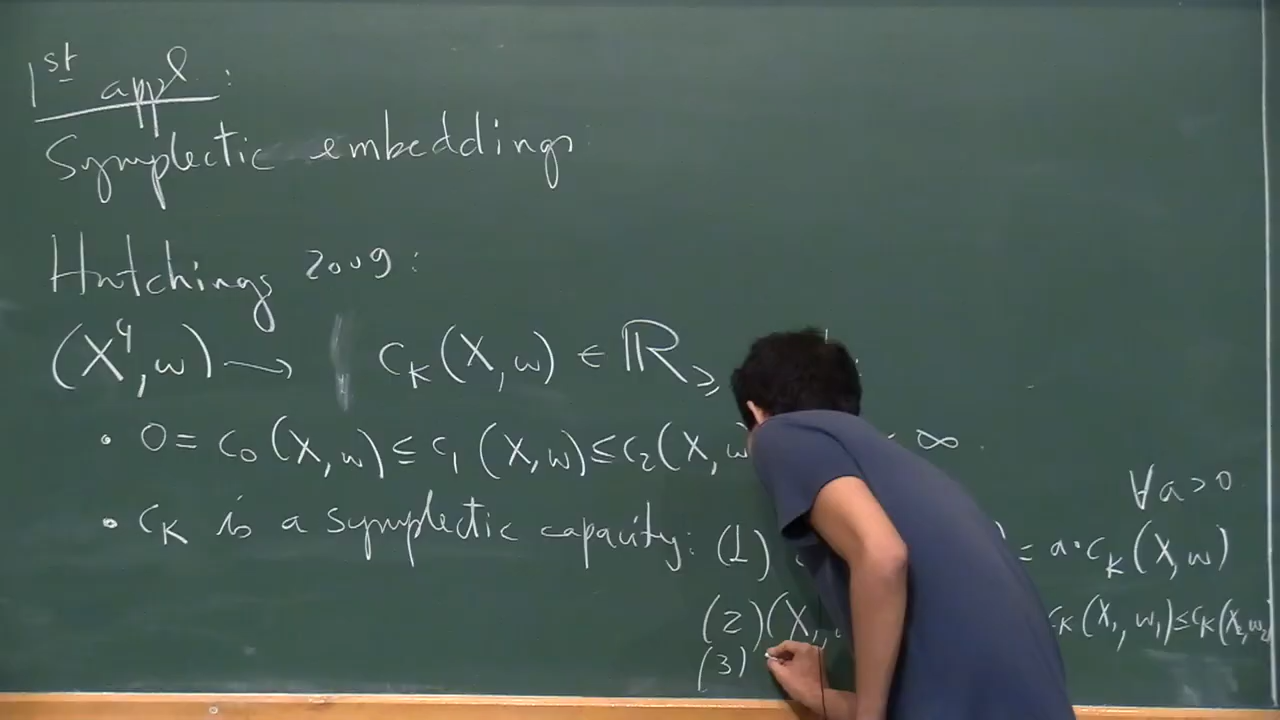 1st appl:
Symplectic embeddings
Hutchings 2009:
(X⁴, ω) → c_K(X, ω) ∈ ℝ≥
• 0 = c₀(X, ω) ≤ c₁(X, ω) ≤ c₂(X, ω ∞.
∀a>0
• c_K is a symplectic capacity: (1) = a·c_K(X, ω)
(2) (X₁, c_K(X₁, ω₁) ≤ c_K(X₂, ω₂)
(3)